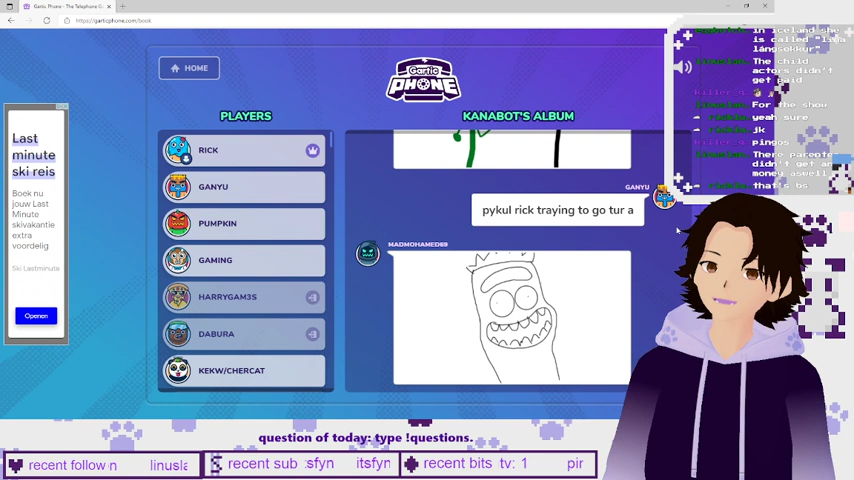 Gartic Phone - The Telephone G
https://garticphone.com/book
HOME
Gartic
PHONE
PLAYERS
KANABOT'S ALBUM
RICK
GANYU
PUMPKIN
GAMING
HARRYGAM3S
DABURA
KEKW/CHERCAT
GANYU
pykul rick traying to go tur a
MADMOHAMED69
Last
minute
ski reis
Boek nu
jouw Last
Minute
skivakantie
extra
voordelig
Ski Lastminute
Openen
in iceland she
is called "lína
langsokkur"
The child
actors didn't
get paid
For the show
yeah sure
jk
pingos
There parents
didn't get any
money aswell
that's bs
question of today: type !questions.
recent follow n linusla
recent sub :sfyn itsfyn
recent bits tv: 1 pir